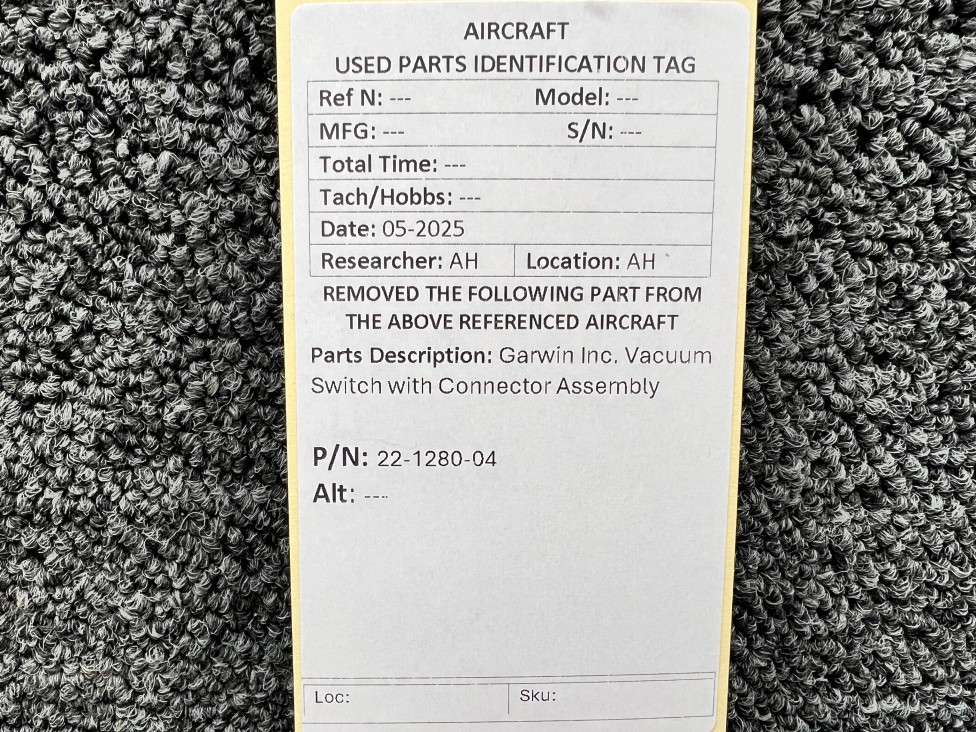 AIRCRAFT
USED PARTS IDENTIFICATION TAG
Ref N: --- Model: ---
MFG: --- S/N: ---
Total Time: ---
Tach/Hobbs: ---
Date: 05-2025
Researcher: AH Location: AH
REMOVED THE FOLLOWING PART FROM
THE ABOVE REFERENCED AIRCRAFT
Parts Description: Garwin Inc. Vacuum
Switch with Connector Assembly
P/N: 22-1280-04
Alt: ---
Loc: Sku: